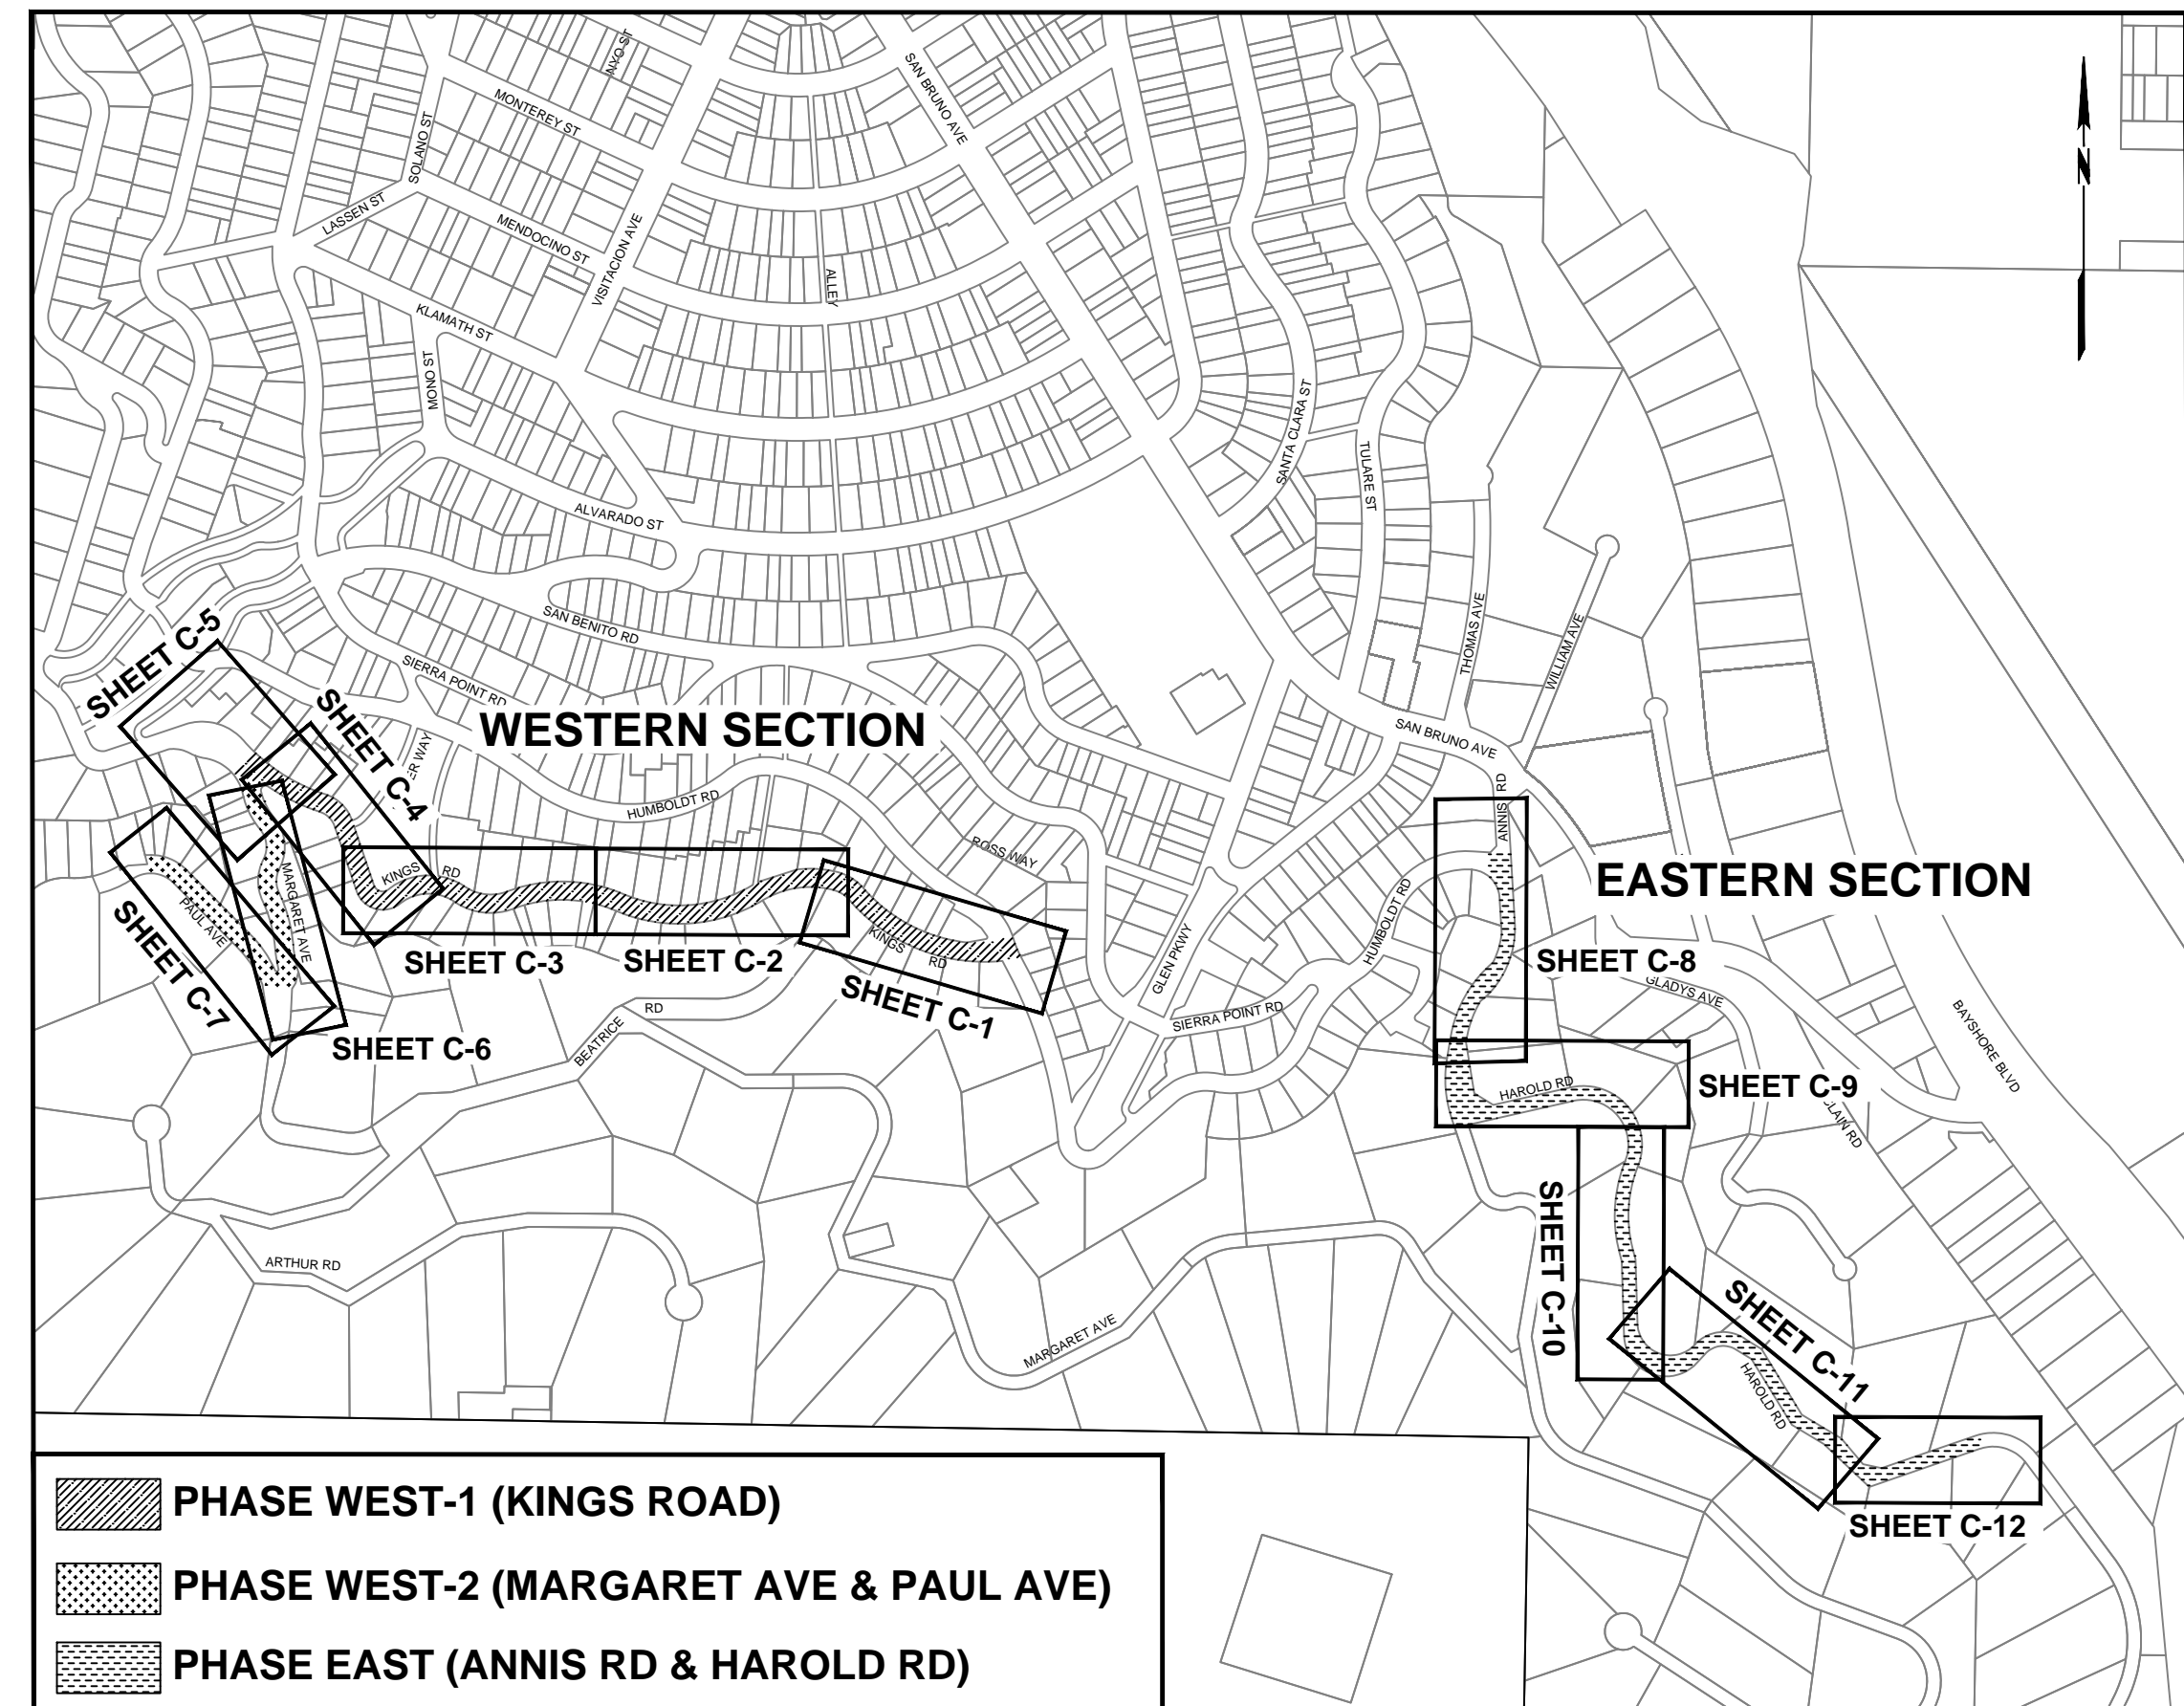 NYO ST
SAN BRUNO AVE
MONTEREY ST
SOLANO ST
N
LASSEN ST
MENDOCINO ST
VISITACION AVE
ALLEY
KLAMATH ST
MONO ST
SANTA CLARA ST
TULARE ST
ALVARADO ST
SAN BENITO RD
THOMAS AVE
WILLIAM AVE
SHEET C-5
SIERRA POINT RD
SHEET C-4
WESTERN SECTION
ER WAY
SAN BRUNO AVE
ANNIS RD
HUMBOLDT RD
ROSS WAY
EASTERN SECTION
KINGS RD
MARGARET AVE
PAUL AVE
HUMBOLDT RD
SHEET C-7
SHEET C-3
SHEET C-2
KINGS RD
SHEET C-1
GLEN PKWY
SHEET C-8
GLADYS AVE
SIERRA POINT RD
BEATRICE RD
SHEET C-6
BAYSHORE BLVD
HAROLD RD
SHEET C-9
CLAIN RD
SHEET C-10
ARTHUR RD
MARGARET AVE
SHEET C-11
HAROLD RD
SHEET C-12
PHASE WEST-1 (KINGS ROAD)
PHASE WEST-2 (MARGARET AVE & PAUL AVE)
PHASE EAST (ANNIS RD & HAROLD RD)